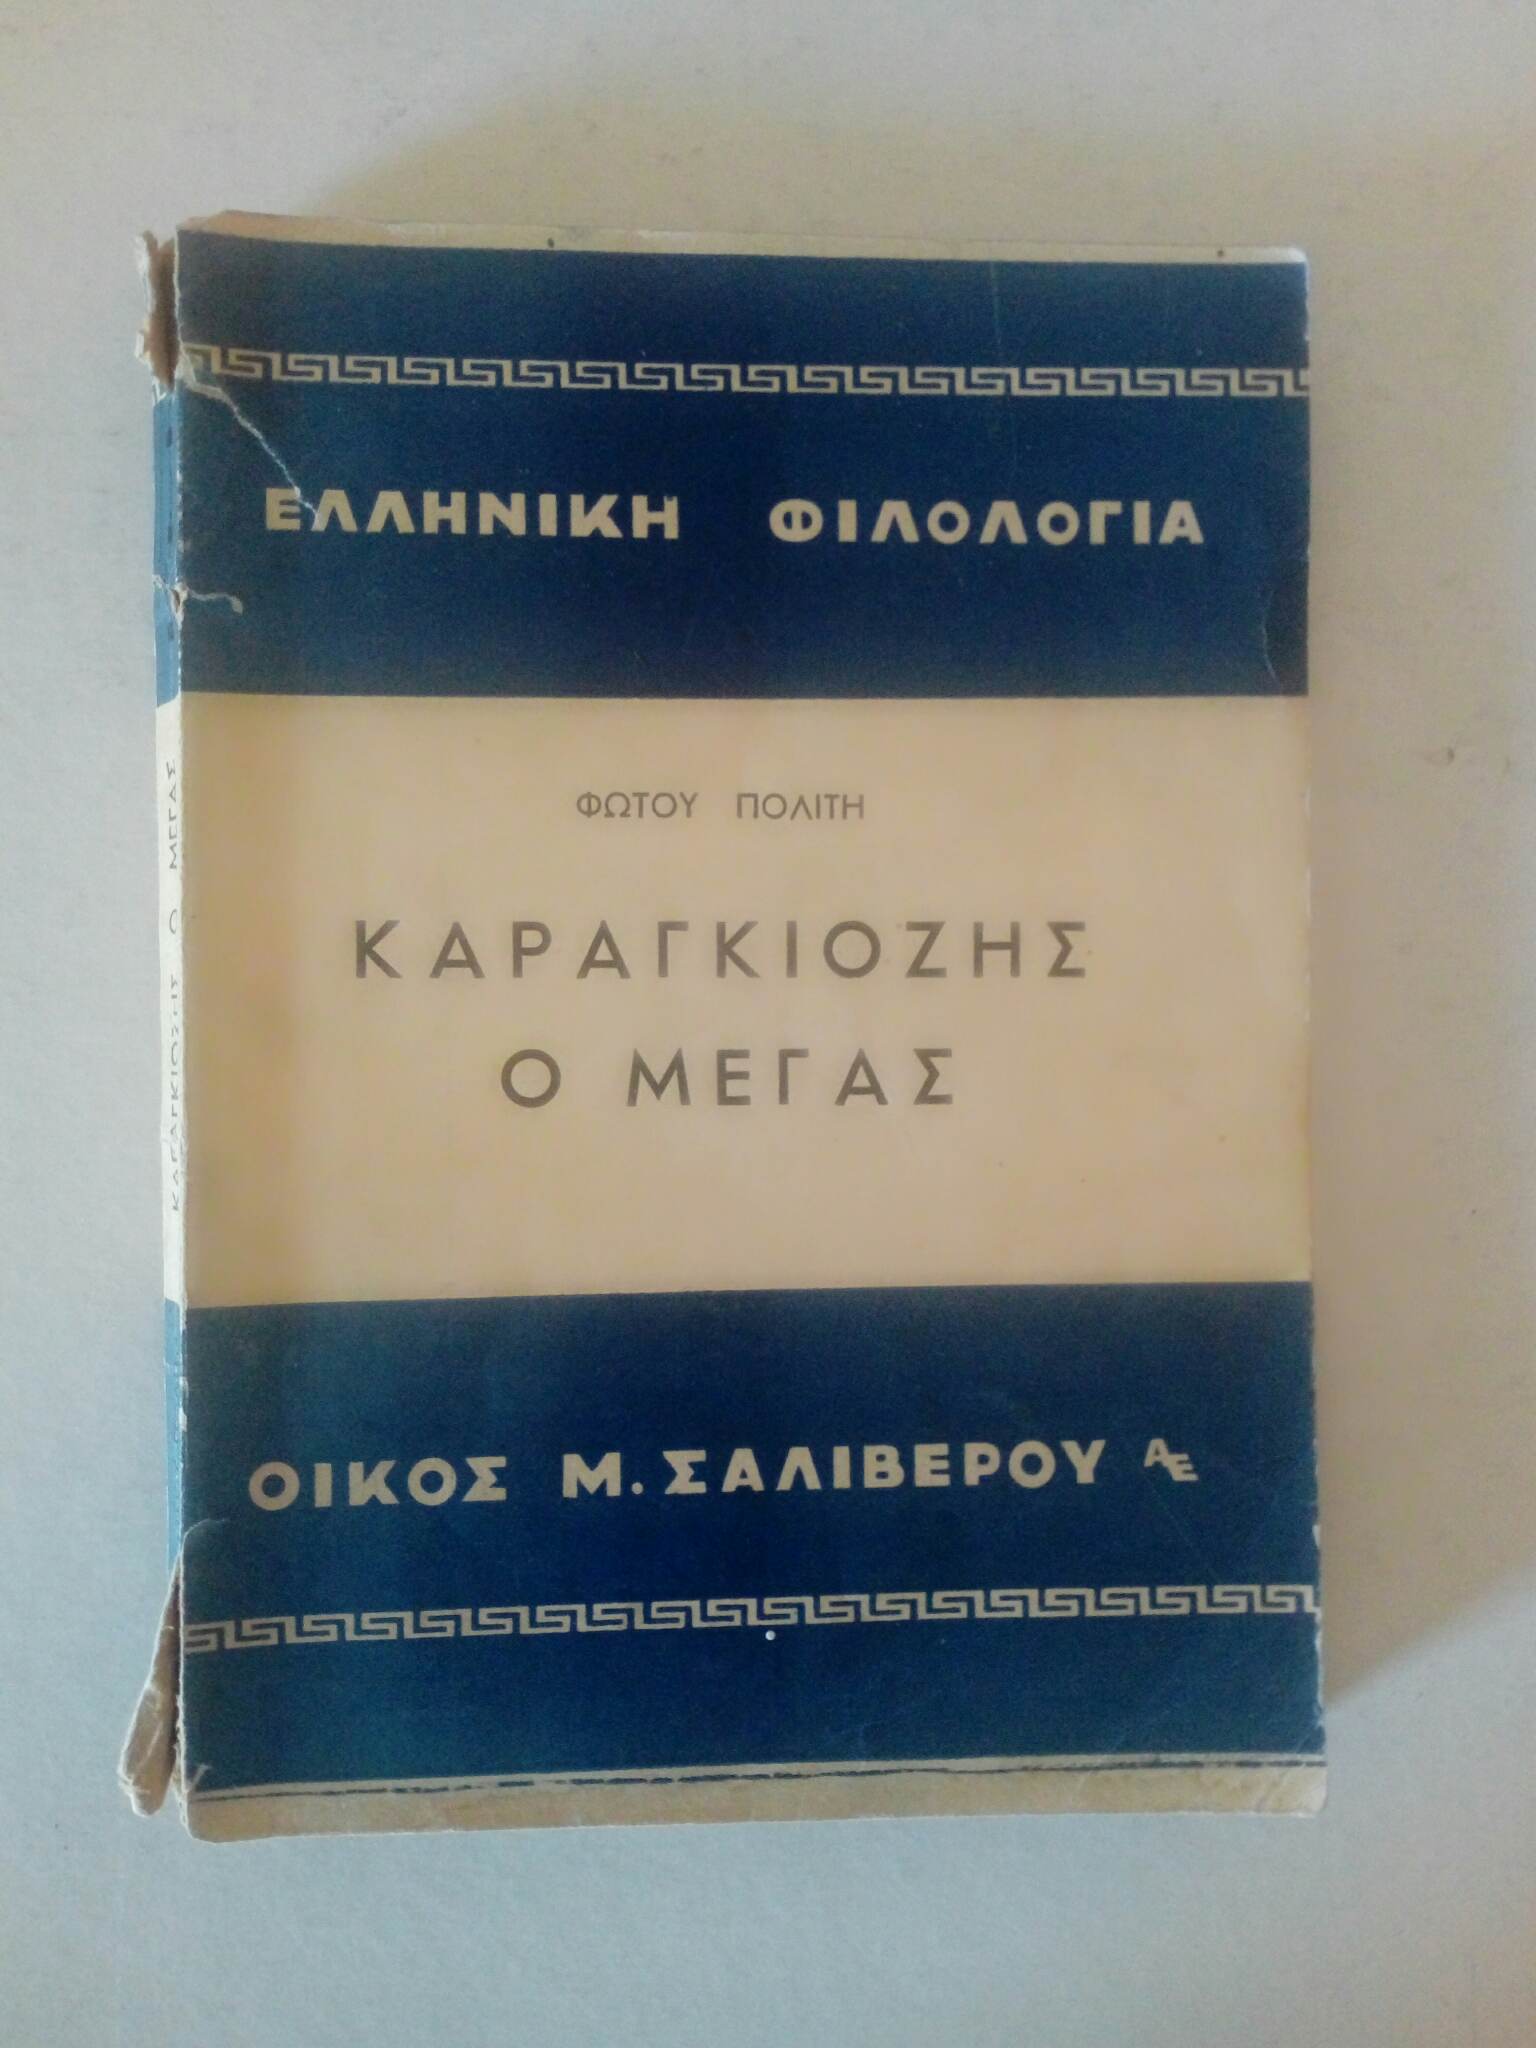 ΕΛΛΗΝΙΚΗ ΦΙΛΟΛΟΓΙΑ
ΦΩΤΟΥ ΠΟΛΙΤΗ
ΚΑΡΑΓΚΙΟΖΗΣ
Ο ΜΕΓΑΣ
ΟΙΚΟΣ Μ. ΣΑΛΙΒΕΡΟΥ ΑΕ
ΚΑΡΑΓΚΙΟΖΗΣ Ο ΜΕΓΑΣ